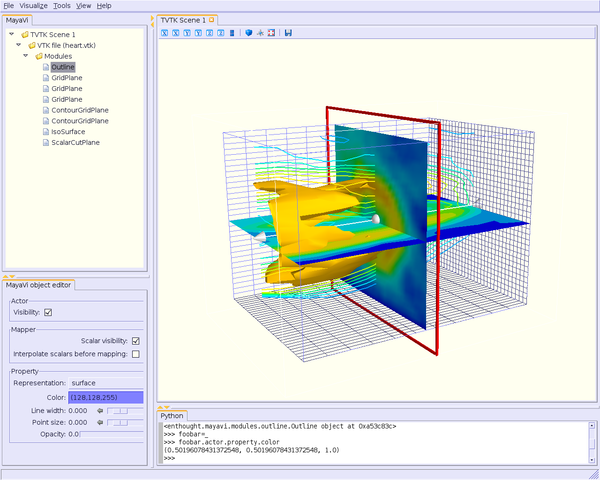 File Visualize Tools View Help
MayaVi
TVTK Scene 1
VTK file (heart.vtk)
Modules
Outline
GridPlane
GridPlane
GridPlane
ContourGridPlane
ContourGridPlane
IsoSurface
ScalarCutPlane
TVTK Scene 1
MayaVi object editor
Actor
Visibility:
Mapper
Scalar visibility:
Interpolate scalars before mapping:
Property
Representation: surface
Color: (128,128,255)
Line width: 0.000
Point size: 0.000
Opacity: 0.0
Python
<enthought.mayavi.modules.outline.Outline object at 0xa53c83c>
>>> foobar=_
>>> foobar.actor.property.color
(0.50196078431372548, 0.50196078431372548, 1.0)
>>>